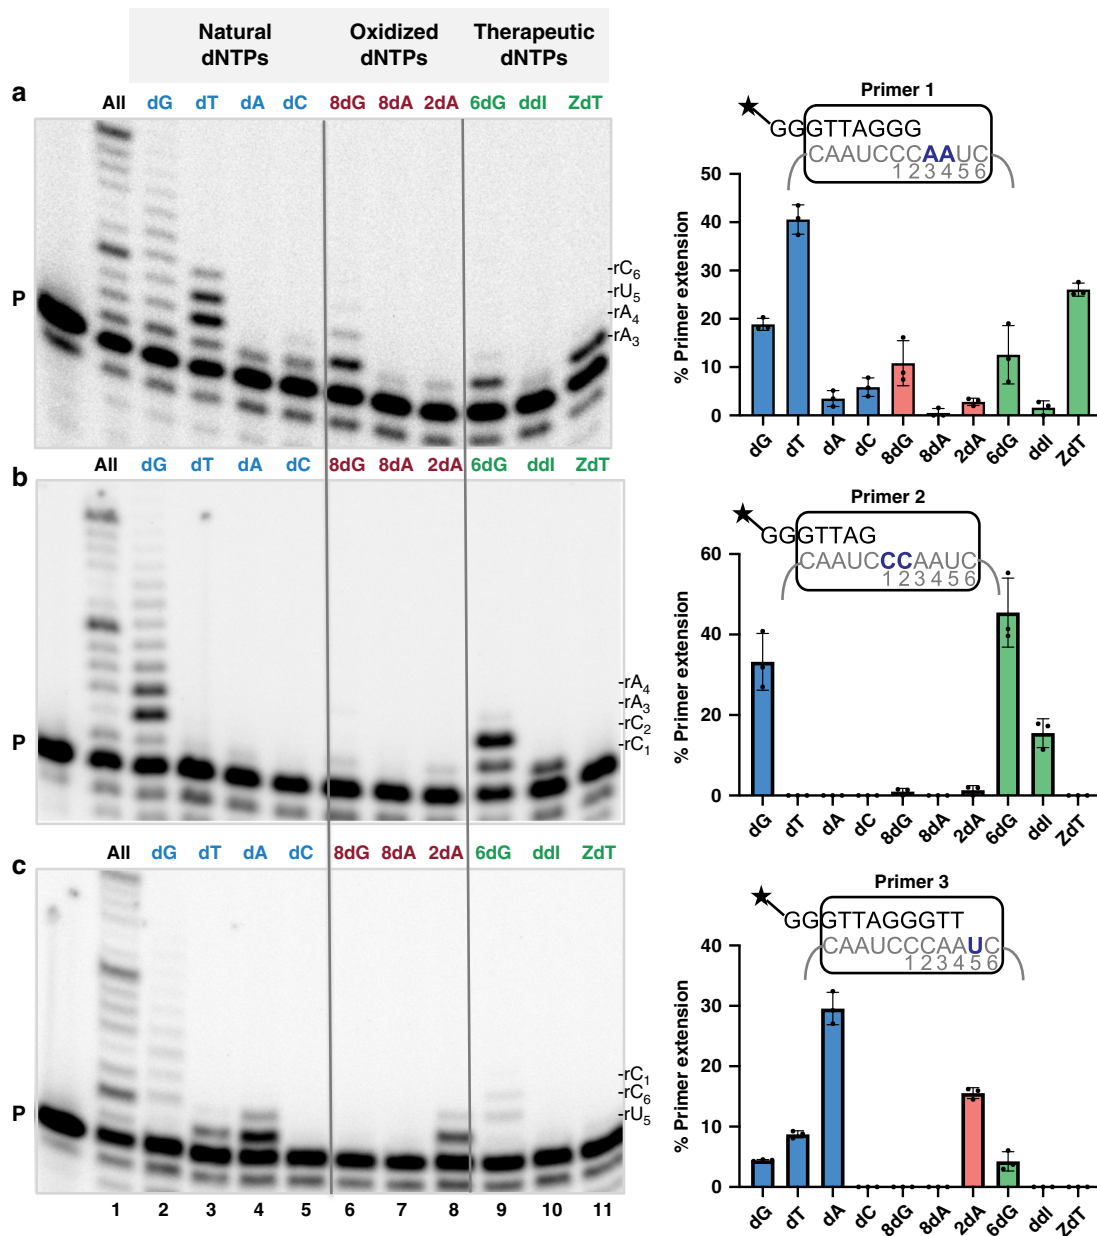 Natural dNTPs
Oxidized dNTPs
Therapeutic dNTPs
a
All dG dT dA dC 8dG 8dA 2dA 6dG ddI ZdT
P
-rC6
-rU5
-rA4
-rA3
Primer 1
GGGTTAGGG
CAAUCCCAAUC
1 2 3 4 5 6
% Primer extension
50
40
30
20
10
0
dG dT dA dC 8dG 8dA 2dA 6dG ddI ZdT
b
All dG dT dA dC 8dG 8dA 2dA 6dG ddI ZdT
P
-rA4
-rA3
-rC2
-rC1
Primer 2
GGGTTAG
CAAUCCCAAUC
1 2 3 4 5 6
% Primer extension
60
40
20
0
dG dT dA dC 8dG 8dA 2dA 6dG ddI ZdT
c
All dG dT dA dC 8dG 8dA 2dA 6dG ddI ZdT
P
-rC1
-rC6
-rU5
1 2 3 4 5 6 7 8 9 10 11
Primer 3
GGGTTAGGGTT
CAAUCCCAAUC
1 2 3 4 5 6
% Primer extension
40
30
20
10
0
dG dT dA dC 8dG 8dA 2dA 6dG ddI ZdT